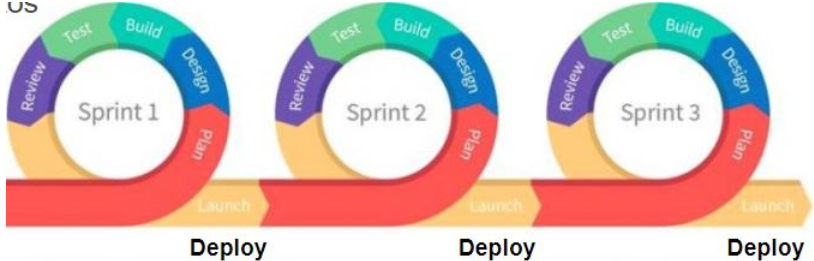 Test Build Design Review Sprint 1 Plan Launch
Test Build Design Review Sprint 2 Plan Launch
Test Build Design Review Sprint 3 Plan Launch
Deploy Deploy Deploy